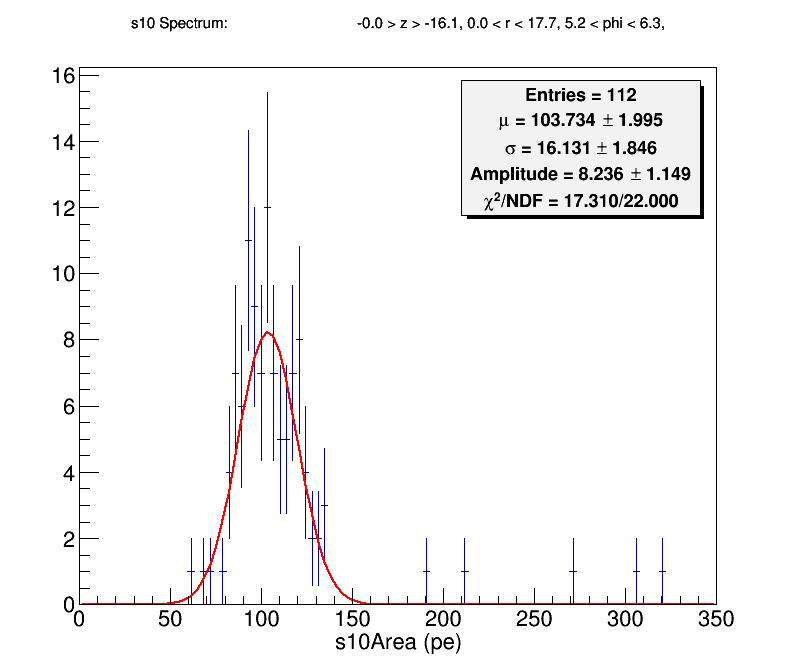 s10 Spectrum: -0.0 > z > -16.1, 0.0 < r < 17.7, 5.2 < phi < 6.3,
Entries = 112
μ = 103.734 ± 1.995
σ = 16.131 ± 1.846
Amplitude = 8.236 ± 1.149
χ²/NDF = 17.310/22.000
16
14
12
10
8
6
4
2
0
0 50 100 150 200 250 300 350
s10Area (pe)